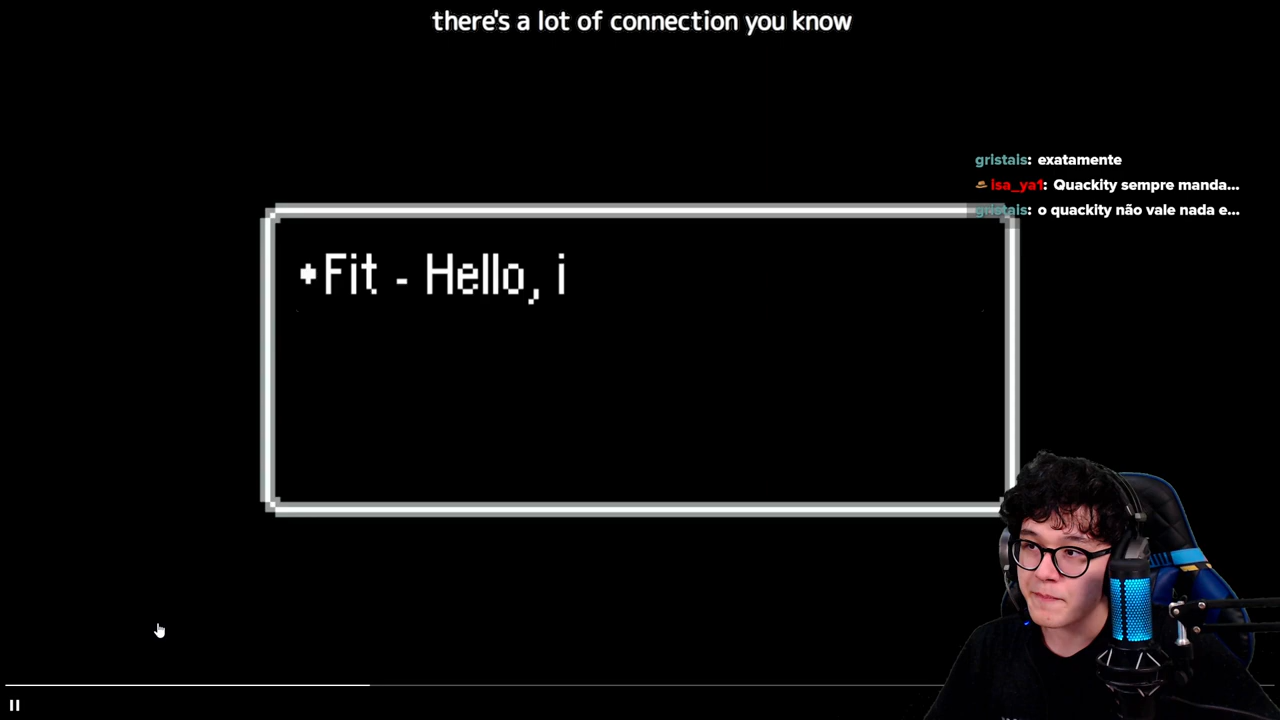 there's a lot of connection you know
gristais: exatamente
isa_ya1: Quackity sempre manda...
gristais: o quackity não vale nada e...
Fit - Hello, i